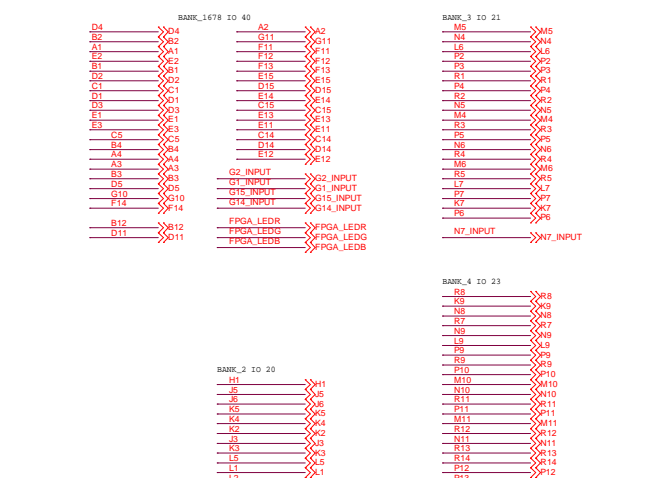 BANK_1678 IO 40
D4 D4
B2 B2
A1 A1
E2 E2
B1 B1
D2 D2
C1 C1
D1 D1
D3 D3
E1 E1
E3 E3
C5 C5
B4 B4
A4 A4
A3 A3
B3 B3
D5 D5
G10 G10
F14 F14
B12 B12
D11 D11
A2 A2
G11 G11
F11 F11
F12 F12
F13 F13
E15 E15
D15 D15
E14 E14
C15 C15
E13 E13
E11 E11
C14 C14
D14 D14
E12 E12
G2_INPUT G2_INPUT
G1_INPUT G1_INPUT
G15_INPUT G15_INPUT
G14_INPUT G14_INPUT
FPGA_LEDR FPGA_LEDR
FPGA_LEDG FPGA_LEDG
FPGA_LEDB FPGA_LEDB
BANK_3 IO 21
M5 M5
N4 N4
L6 L6
P2 P2
P3 P3
R1 R1
P4 P4
R2 R2
N5 N5
M4 M4
R3 R3
P5 P5
N6 N6
R4 R4
M6 M6
R5 R5
L7 L7
P7 P7
K7 K7
P6 P6
N7_INPUT N7_INPUT
BANK_4 IO 23
R8 R8
K9 K9
N8 N8
R7 R7
N9 N9
L9 L9
P9 P9
R9 R9
P10 P10
M10 M10
N10 N10
R11 R11
P11 P11
M11 M11
R12 R12
N11 N11
R13 R13
R14 R14
P12 P12
P13
BANK_2 IO 20
H1 H1
J5 J5
J6 J6
K5 K5
K4 K4
K2 K2
J3 J3
K3 K3
L5 L5
L1 L1
L2